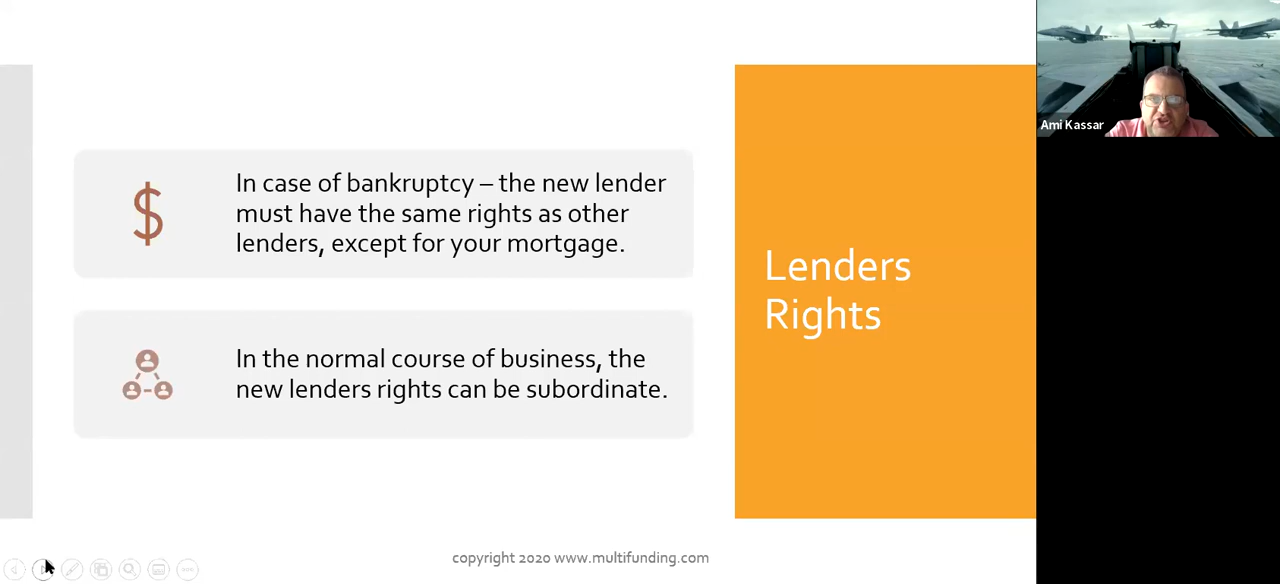 In case of bankruptcy – the new lender
must have the same rights as other
lenders, except for your mortgage.
In the normal course of business, the
new lenders rights can be subordinate.
Lenders
Rights
copyright 2020 www.multifunding.com
Ami Kassar